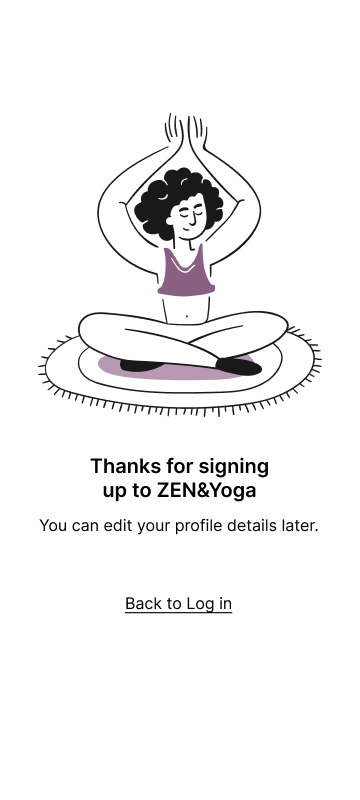 Thanks for signing
up to ZEN&Yoga
You can edit your profile details later.
Back to Log in